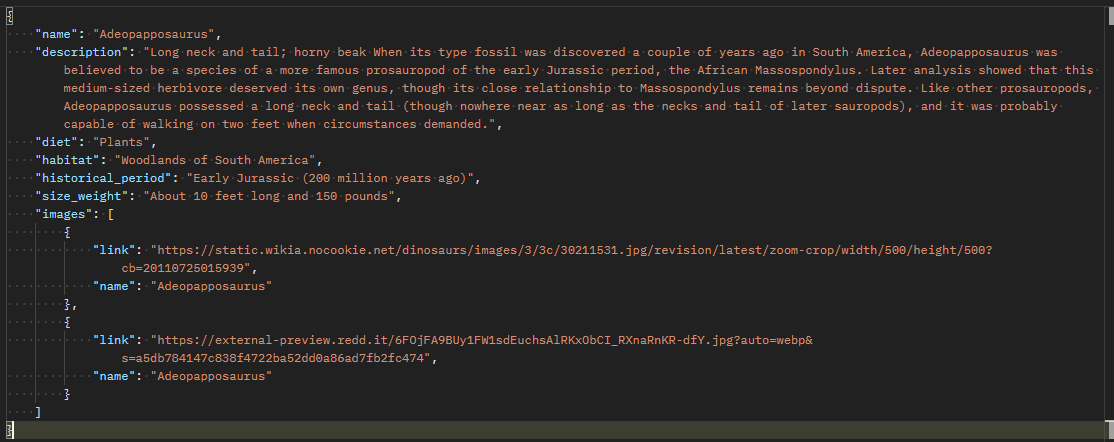 {
"name": "Adeopapposaurus",
"description": "Long neck and tail; horny beak When its type fossil was discovered a couple of years ago in South America, Adeopapposaurus was
believed to be a species of a more famous prosauropod of the early Jurassic period, the African Massospondylus. Later analysis showed that this
medium-sized herbivore deserved its own genus, though its close relationship to Massospondylus remains beyond dispute. Like other prosauropods,
Adeopapposaurus possessed a long neck and tail (though nowhere near as long as the necks and tail of later sauropods), and it was probably
capable of walking on two feet when circumstances demanded.",
"diet": "Plants",
"habitat": "Woodlands of South America",
"historical_period": "Early Jurassic (200 million years ago)",
"size_weight": "About 10 feet long and 150 pounds",
"images": [
{
"link": "https://static.wikia.nocookie.net/dinosaurs/images/3/3c/30211531.jpg/revision/latest/zoom-crop/width/500/height/500?
cb=20110725015939",
"name": "Adeopapposaurus"
},
{
"link": "https://external-preview.redd.it/6FOjFA9BUy1FW1sdEuchsAlRKxObCI_RXnaRnKR-dfY.jpg?auto=webp&
s=a5db784147c838f4722ba52dd0a86ad7fb2fc474",
"name": "Adeopapposaurus"
}
]
}